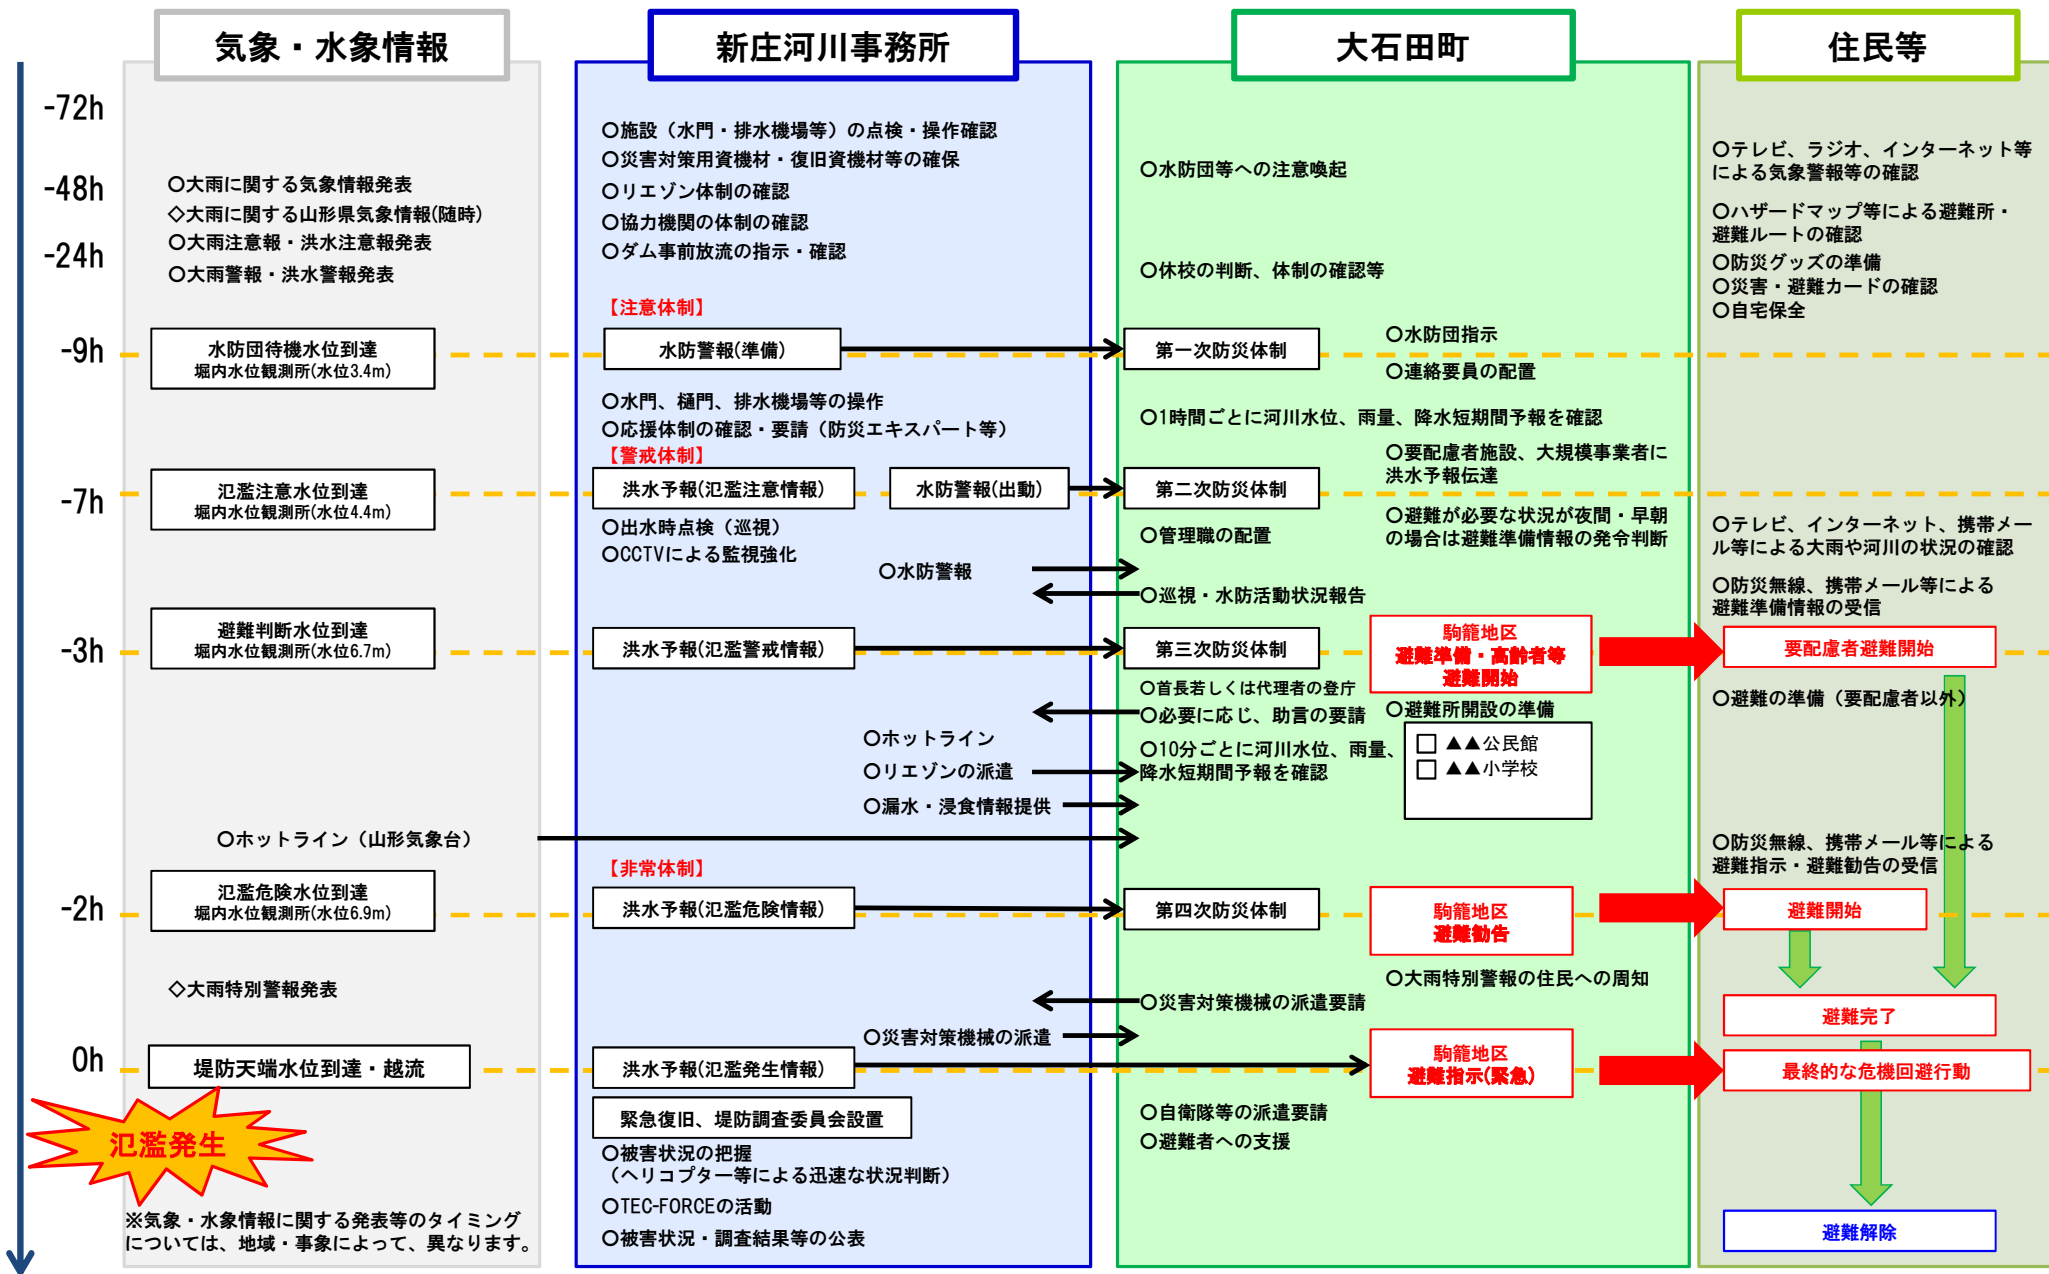 気象・水象情報
新庄河川事務所
大石田町
住民等
-72h
-48h
-24h
-9h
-7h
-3h
-2h
0h
○大雨に関する気象情報発表
◇大雨に関する山形県気象情報(随時)
○大雨注意報・洪水注意報発表
○大雨警報・洪水警報発表
水防団待機水位到達
堀内水位観測所(水位3.4m)
氾濫注意水位到達
堀内水位観測所(水位4.4m)
避難判断水位到達
堀内水位観測所(水位6.7m)
○ホットライン（山形気象台）
氾濫危険水位到達
堀内水位観測所(水位6.9m)
◇大雨特別警報発表
堤防天端水位到達・越流
氾濫発生
※気象・水象情報に関する発表等のタイミング
については、地域・事象によって、異なります。
○施設（水門・排水機場等）の点検・操作確認
○災害対策用資機材・復旧資機材等の確保
○リエゾン体制の確認
○協力機関の体制の確認
○ダム事前放流の指示・確認
【注意体制】
水防警報(準備)
○水門、樋門、排水機場等の操作
○応援体制の確認・要請（防災エキスパート等）
【警戒体制】
洪水予報(氾濫注意情報)
水防警報(出動)
○出水時点検（巡視）
○CCTVによる監視強化
○水防警報
洪水予報(氾濫警戒情報)
○ホットライン
○リエゾンの派遣
○漏水・浸食情報提供
【非常体制】
洪水予報(氾濫危険情報)
○災害対策機械の派遣
洪水予報(氾濫発生情報)
緊急復旧、堤防調査委員会設置
○被害状況の把握
（ヘリコプター等による迅速な状況判断）
○TEC-FORCEの活動
○被害状況・調査結果等の公表
○水防団等への注意喚起
○休校の判断、体制の確認等
第一次防災体制
○水防団指示
○連絡要員の配置
○1時間ごとに河川水位、雨量、降水短期間予報を確認
○要配慮者施設、大規模事業者に
洪水予報伝達
第二次防災体制
○管理職の配置
○避難が必要な状況が夜間・早朝
の場合は避難準備情報の発令判断
○巡視・水防活動状況報告
第三次防災体制
駒籠地区
避難準備・高齢者等
避難開始
○首長若しくは代理者の登庁
○必要に応じ、助言の要請
○避難所開設の準備
○10分ごとに河川水位、雨量、
降水短期間予報を確認
□ ▲▲公民館
□ ▲▲小学校
第四次防災体制
駒籠地区
避難勧告
○大雨特別警報の住民への周知
○災害対策機械の派遣要請
駒籠地区
避難指示(緊急)
○自衛隊等の派遣要請
○避難者への支援
○テレビ、ラジオ、インターネット等
による気象警報等の確認
○ハザードマップ等による避難所・
避難ルートの確認
○防災グッズの準備
○災害・避難カードの確認
○自宅保全
○テレビ、インターネット、携帯メー
ル等による大雨や河川の状況の確認
○防災無線、携帯メール等による
避難準備情報の受信
要配慮者避難開始
○避難の準備（要配慮者以外）
○防災無線、携帯メール等による
避難指示・避難勧告の受信
避難開始
避難完了
最終的な危機回避行動
避難解除